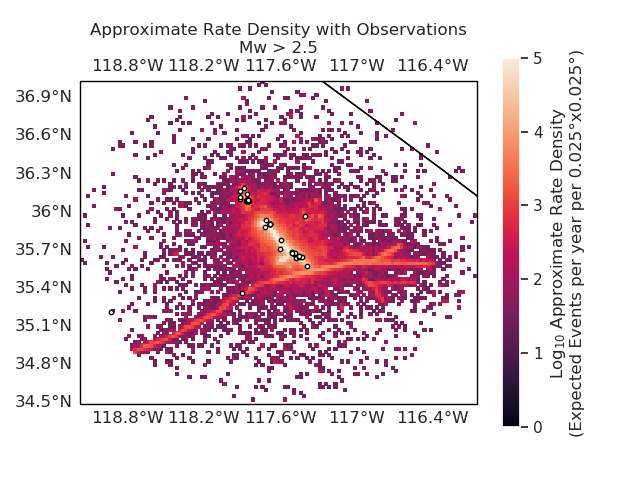 Approximate Rate Density with Observations
Mw > 2.5
118.8°W 118.2°W 117.6°W 117°W 116.4°W
36.9°N
36.6°N
36.3°N
36°N
35.7°N
35.4°N
35.1°N
34.8°N
34.5°N
118.8°W 118.2°W 117.6°W 117°W 116.4°W
5
4
3
2
1
0
Log₁₀ Approximate Rate Density
(Expected Events per year per 0.025°x0.025°)